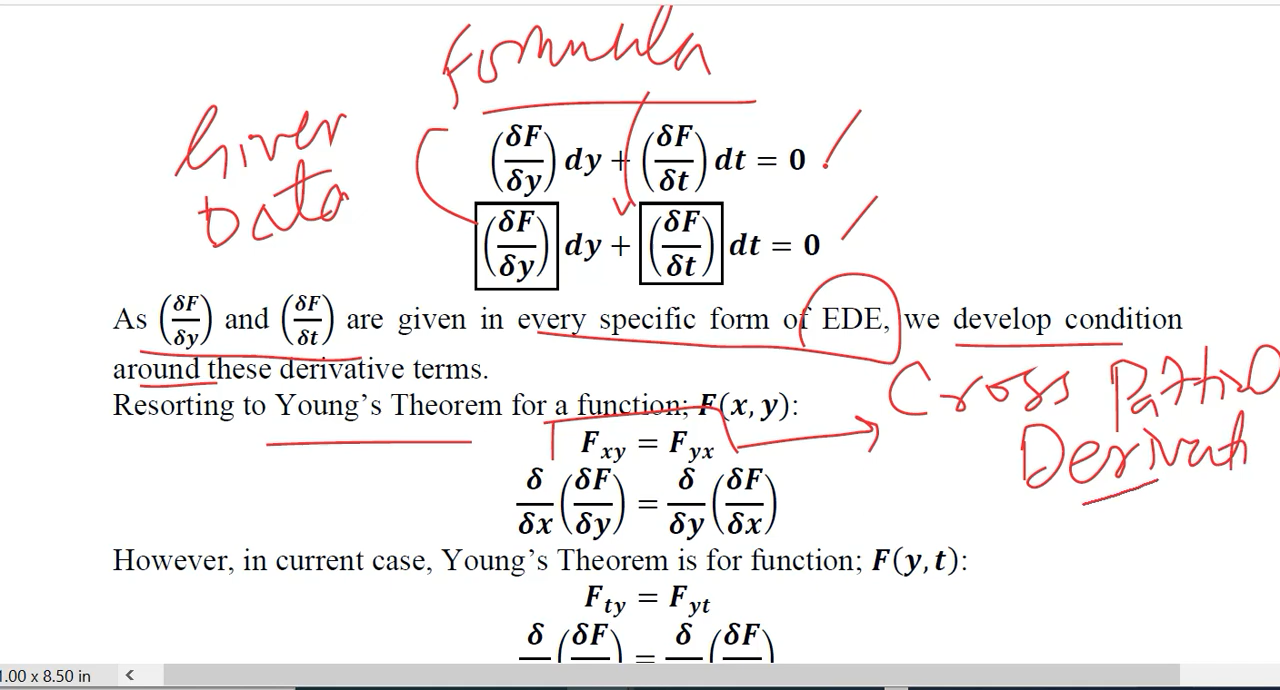 Formula
Given
Data
(δF/δy) dy + (δF/δt) dt = 0
(δF/δy) dy + (δF/δt) dt = 0
As (δF/δy) and (δF/δt) are given in every specific form of EDE, we develop condition
around these derivative terms.
Cross Partial
Derivati
Resorting to Young’s Theorem for a function; F(x, y):
F_xy = F_yx
δ/δx (δF/δy) = δ/δy (δF/δx)
However, in current case, Young’s Theorem is for function; F(y, t):
F_ty = F_yt
δ (δF) = δ (δF)
1.00 x 8.50 in